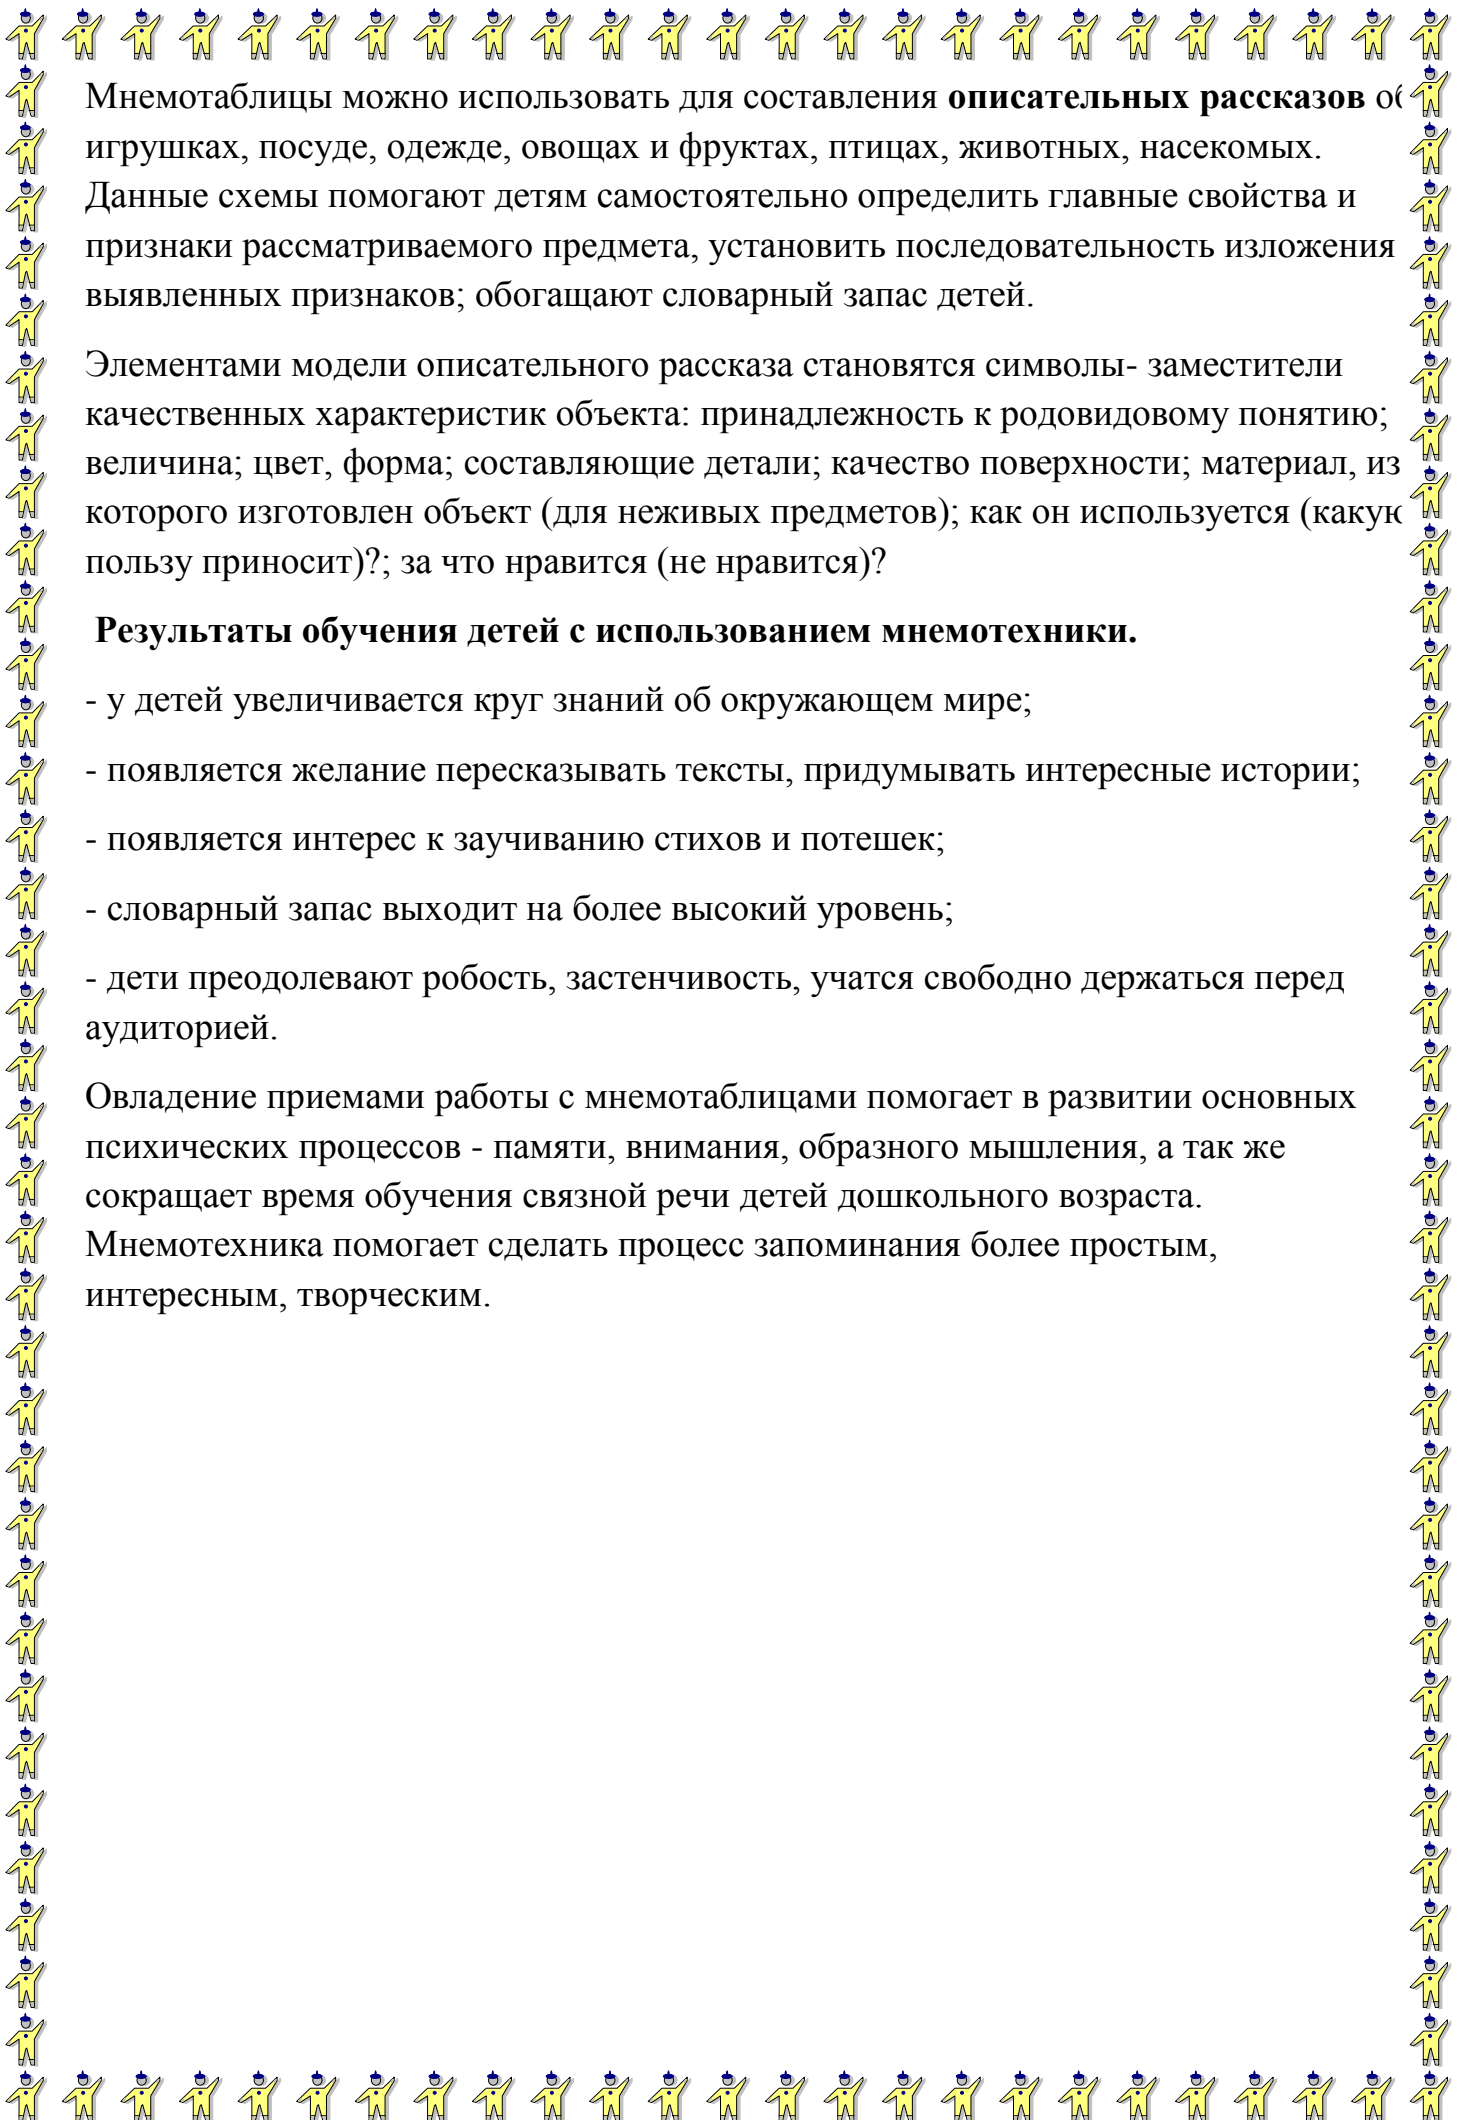 Мнемотаблицы можно использовать для составления описательных рассказов об
игрушках, посуде, одежде, овощах и фруктах, птицах, животных, насекомых.
Данные схемы помогают детям самостоятельно определить главные свойства и
признаки рассматриваемого предмета, установить последовательность изложения
выявленных признаков; обогащают словарный запас детей.
Элементами модели описательного рассказа становятся символы- заместители
качественных характеристик объекта: принадлежность к родовидовому понятию;
величина; цвет, форма; составляющие детали; качество поверхности; материал, из
которого изготовлен объект (для неживых предметов); как он используется (какую
пользу приносит)?; за что нравится (не нравится)?
Результаты обучения детей с использованием мнемотехники.
- у детей увеличивается круг знаний об окружающем мире;
- появляется желание пересказывать тексты, придумывать интересные истории;
- появляется интерес к заучиванию стихов и потешек;
- словарный запас выходит на более высокий уровень;
- дети преодолевают робость, застенчивость, учатся свободно держаться перед
аудиторией.
Овладение приемами работы с мнемотаблицами помогает в развитии основных
психических процессов - памяти, внимания, образного мышления, а так же
сокращает время обучения связной речи детей дошкольного возраста.
Мнемотехника помогает сделать процесс запоминания более простым,
интересным, творческим.